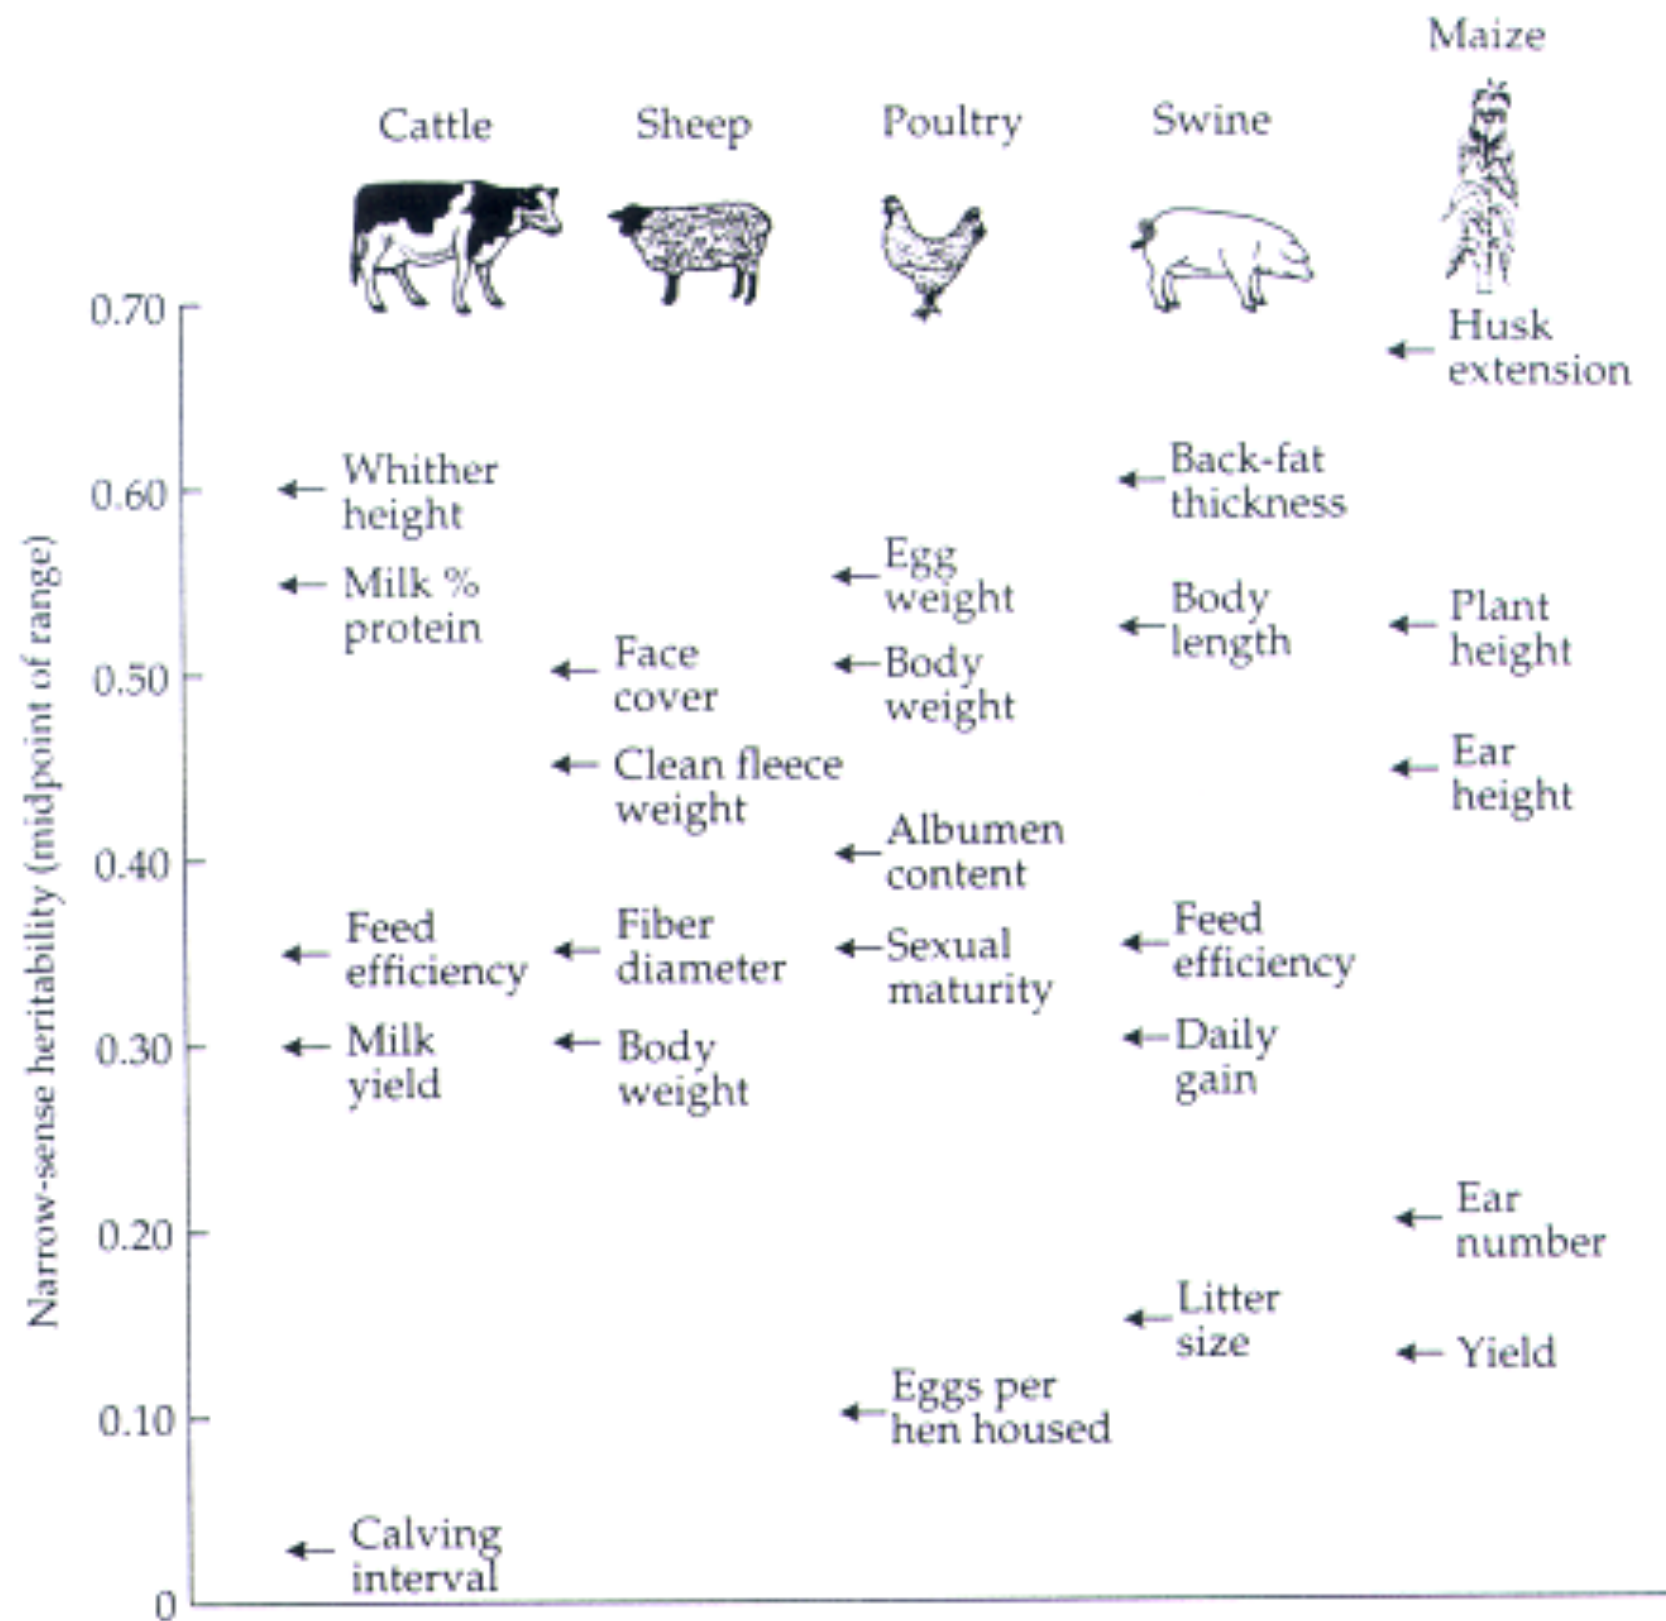 Maize
Cattle
Sheep
Poultry
Swine
Narrow-sense heritability (midpoint of range)
0.70
0.60
0.50
0.40
0.30
0.20
0.10
0
Whither
height
Milk %
protein
Feed
efficiency
Milk
yield
Calving
interval
Face
cover
Clean fleece
weight
Fiber
diameter
Body
weight
Egg
weight
Body
weight
Albumen
content
Sexual
maturity
Eggs per
hen housed
Back-fat
thickness
Body
length
Feed
efficiency
Daily
gain
Litter
size
Husk
extension
Plant
height
Ear
height
Ear
number
Yield